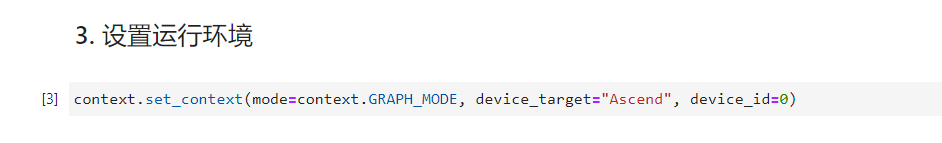 3. 设置运行环境
[3] context.set_context(mode=context.GRAPH_MODE, device_target="Ascend", device_id=0)